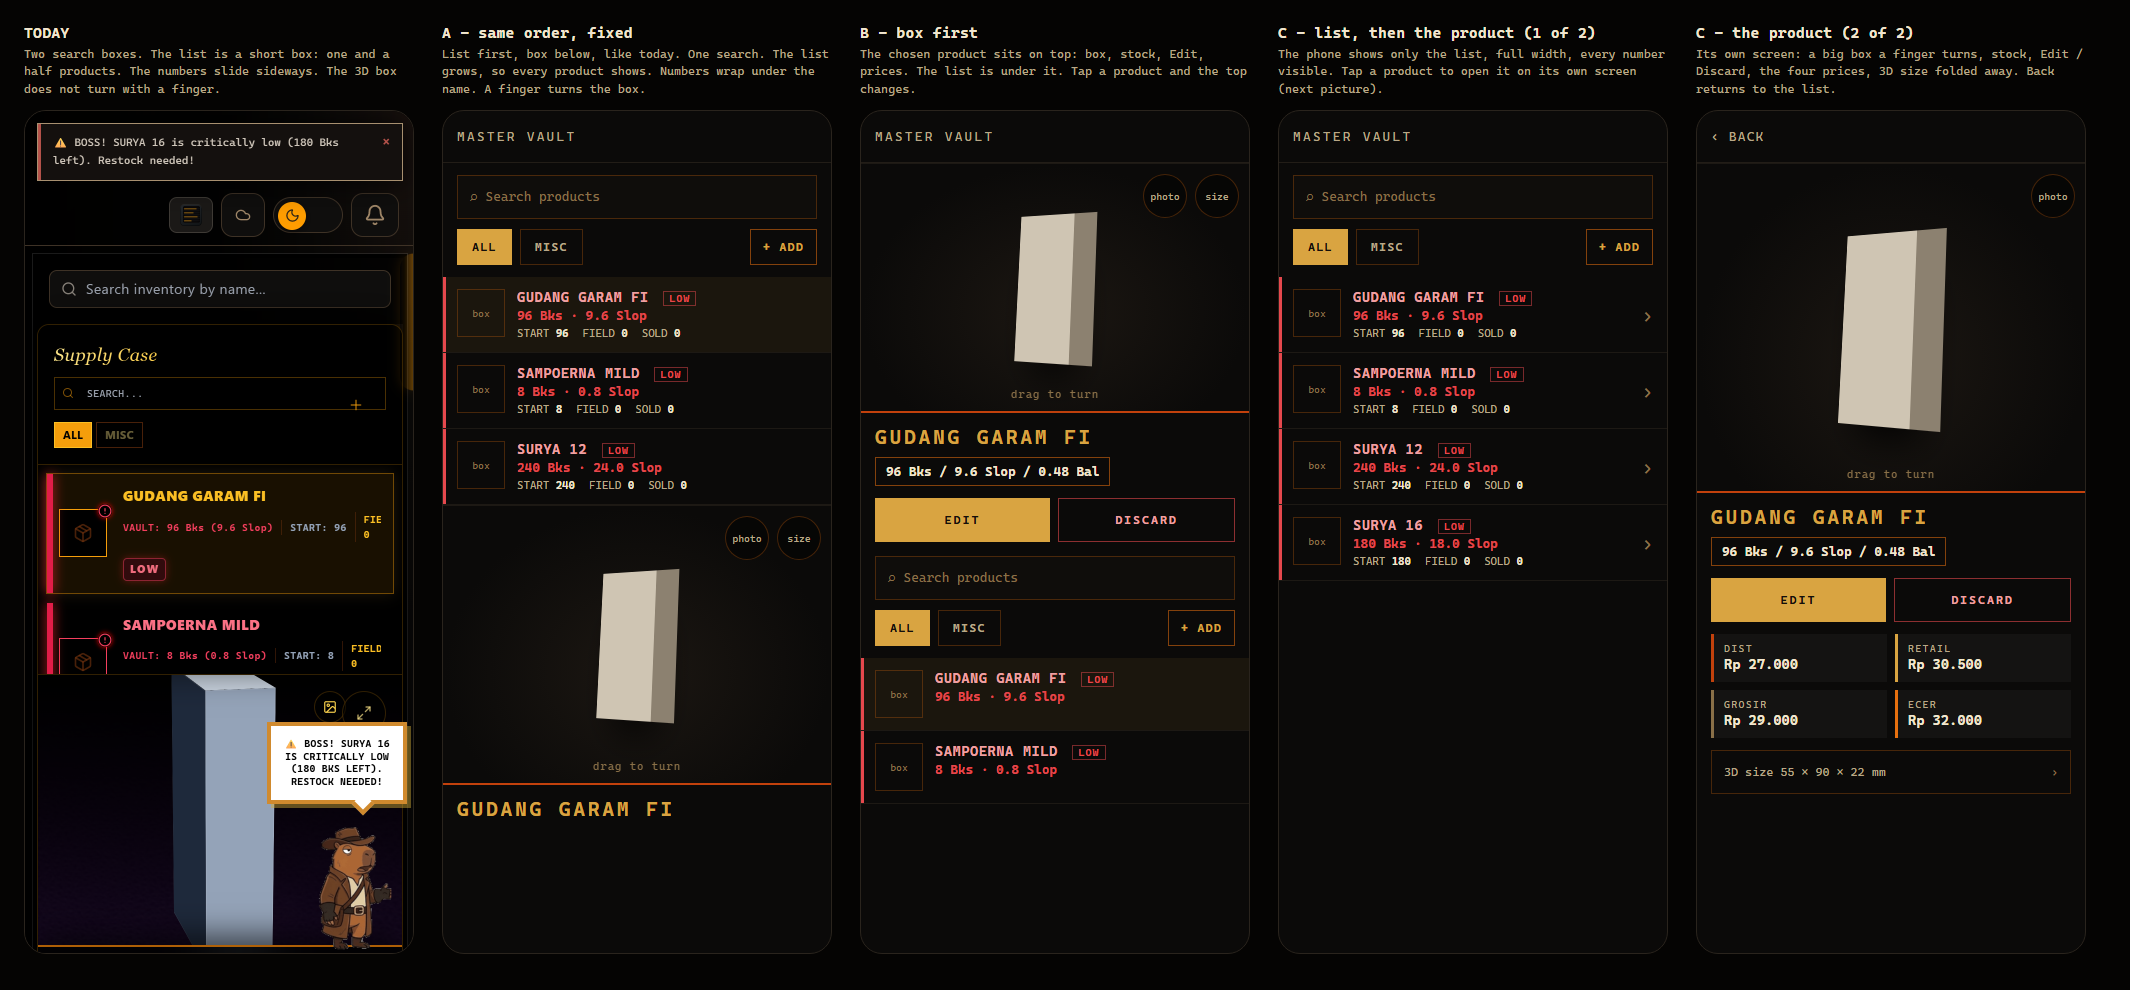 TODAY
Two search boxes. The list is a short box: one and a
half products. The numbers slide sideways. The 3D box
does not turn with a finger.
⚠ BOSS! SURYA 16 is critically low (180 Bks
left). Restock needed!
×
Search inventory by name...
Supply Case
SEARCH...
+
ALL
MISC
GUDANG GARAM FI
VAULT: 96 Bks (9.6 Slop)
START: 96
FIE
0
LOW
SAMPOERNA MILD
VAULT: 8 Bks (0.8 Slop)
START: 8
FIELD
0
⚠ BOSS! SURYA 16
IS CRITICALLY LOW
(180 BKS LEFT).
RESTOCK NEEDED!
A – same order, fixed
List first, box below, like today. One search. The list
grows, so every product shows. Numbers wrap under the
name. A finger turns the box.
MASTER VAULT
Search products
ALL
MISC
+ ADD
box
GUDANG GARAM FI LOW
96 Bks · 9.6 Slop
START 96 FIELD 0 SOLD 0
box
SAMPOERNA MILD LOW
8 Bks · 0.8 Slop
START 8 FIELD 0 SOLD 0
box
SURYA 12 LOW
240 Bks · 24.0 Slop
START 240 FIELD 0 SOLD 0
photo
size
drag to turn
GUDANG GARAM FI
B – box first
The chosen product sits on top: box, stock, Edit,
prices. The list is under it. Tap a product and the top
changes.
MASTER VAULT
photo
size
drag to turn
GUDANG GARAM FI
96 Bks / 9.6 Slop / 0.48 Bal
EDIT
DISCARD
Search products
ALL
MISC
+ ADD
box
GUDANG GARAM FI LOW
96 Bks · 9.6 Slop
box
SAMPOERNA MILD LOW
8 Bks · 0.8 Slop
C – list, then the product (1 of 2)
The phone shows only the list, full width, every number
visible. Tap a product to open it on its own screen
(next picture).
MASTER VAULT
Search products
ALL
MISC
+ ADD
box
GUDANG GARAM FI LOW
96 Bks · 9.6 Slop
START 96 FIELD 0 SOLD 0
›
box
SAMPOERNA MILD LOW
8 Bks · 0.8 Slop
START 8 FIELD 0 SOLD 0
›
box
SURYA 12 LOW
240 Bks · 24.0 Slop
START 240 FIELD 0 SOLD 0
›
box
SURYA 16 LOW
180 Bks · 18.0 Slop
START 180 FIELD 0 SOLD 0
›
C – the product (2 of 2)
Its own screen: a big box a finger turns, stock, Edit /
Discard, the four prices, 3D size folded away. Back
returns to the list.
‹ BACK
photo
drag to turn
GUDANG GARAM FI
96 Bks / 9.6 Slop / 0.48 Bal
EDIT
DISCARD
DIST
Rp 27.000
RETAIL
Rp 30.500
GROSIR
Rp 29.000
ECER
Rp 32.000
3D size 55 × 90 × 22 mm ›